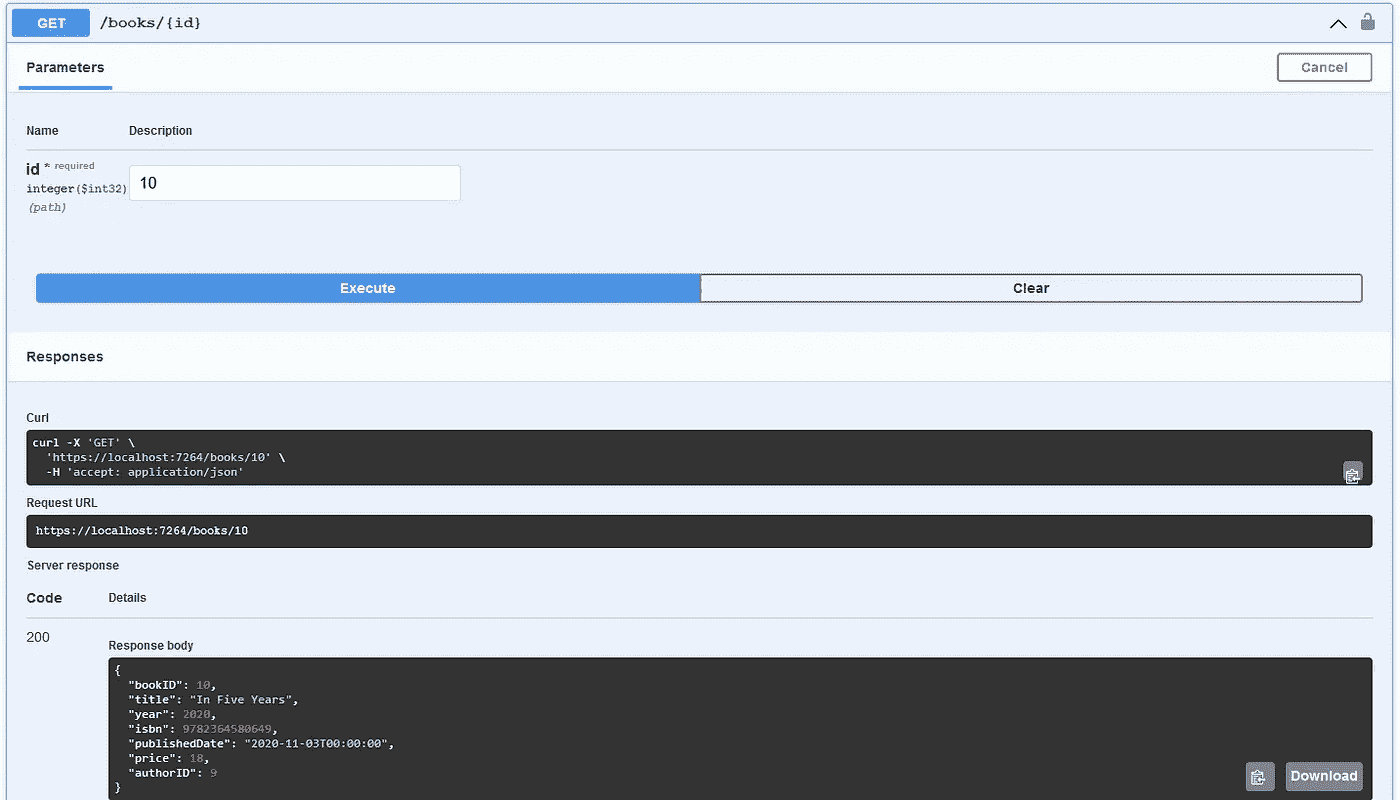 GET /books/{id}
Parameters
Cancel
Name Description
id * required
integer($int32)
(path)
10
Execute Clear
Responses
Curl
curl -X 'GET' \
'https://localhost:7264/books/10' \
-H 'accept: application/json'
Request URL
https://localhost:7264/books/10
Server response
Code Details
200
Response body
{
"bookID": 10,
"title": "In Five Years",
"year": 2020,
"isbn": 9782364580649,
"publishedDate": "2020-11-03T00:00:00",
"price": 18,
"authorID": 9
}
Download